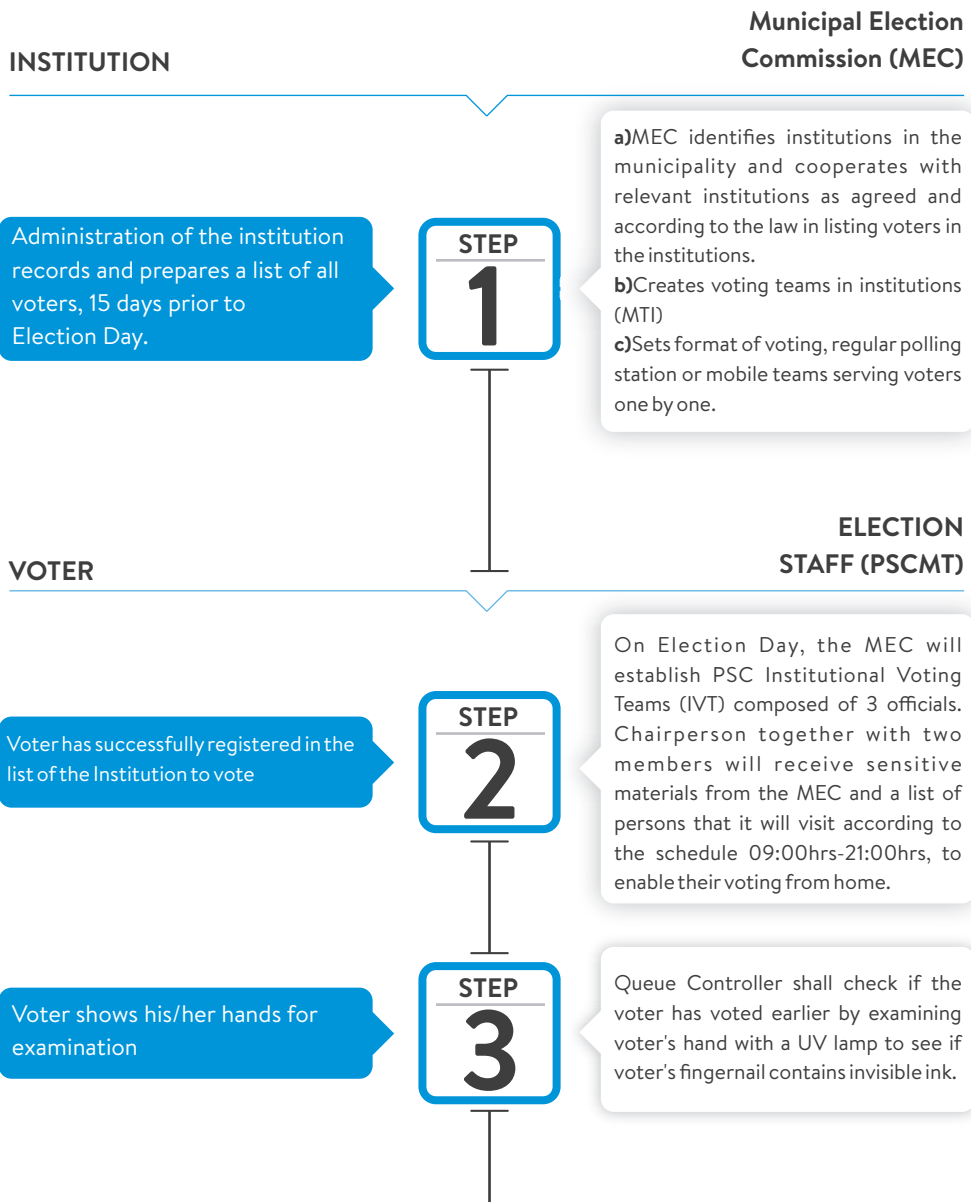 INSTITUTION
Municipal Election
Commission (MEC)
Administration of the institution
records and prepares a list of all
voters, 15 days prior to
Election Day.
STEP
1
a)MEC identifies institutions in the
municipality and cooperates with
relevant institutions as agreed and
according to the law in listing voters in
the institutions.
b)Creates voting teams in institutions
(MTI)
c)Sets format of voting, regular polling
station or mobile teams serving voters
one by one.
VOTER
ELECTION
STAFF (PSCMT)
Voter has successfully registered in the
list of the Institution to vote
STEP
2
On Election Day, the MEC will
establish PSC Institutional Voting
Teams (IVT) composed of 3 officials.
Chairperson together with two
members will receive sensitive
materials from the MEC and a list of
persons that it will visit according to
the schedule 09:00hrs-21:00hrs, to
enable their voting from home.
Voter shows his/her hands for
examination
STEP
3
Queue Controller shall check if the
voter has voted earlier by examining
voter's hand with a UV lamp to see if
voter's fingernail contains invisible ink.